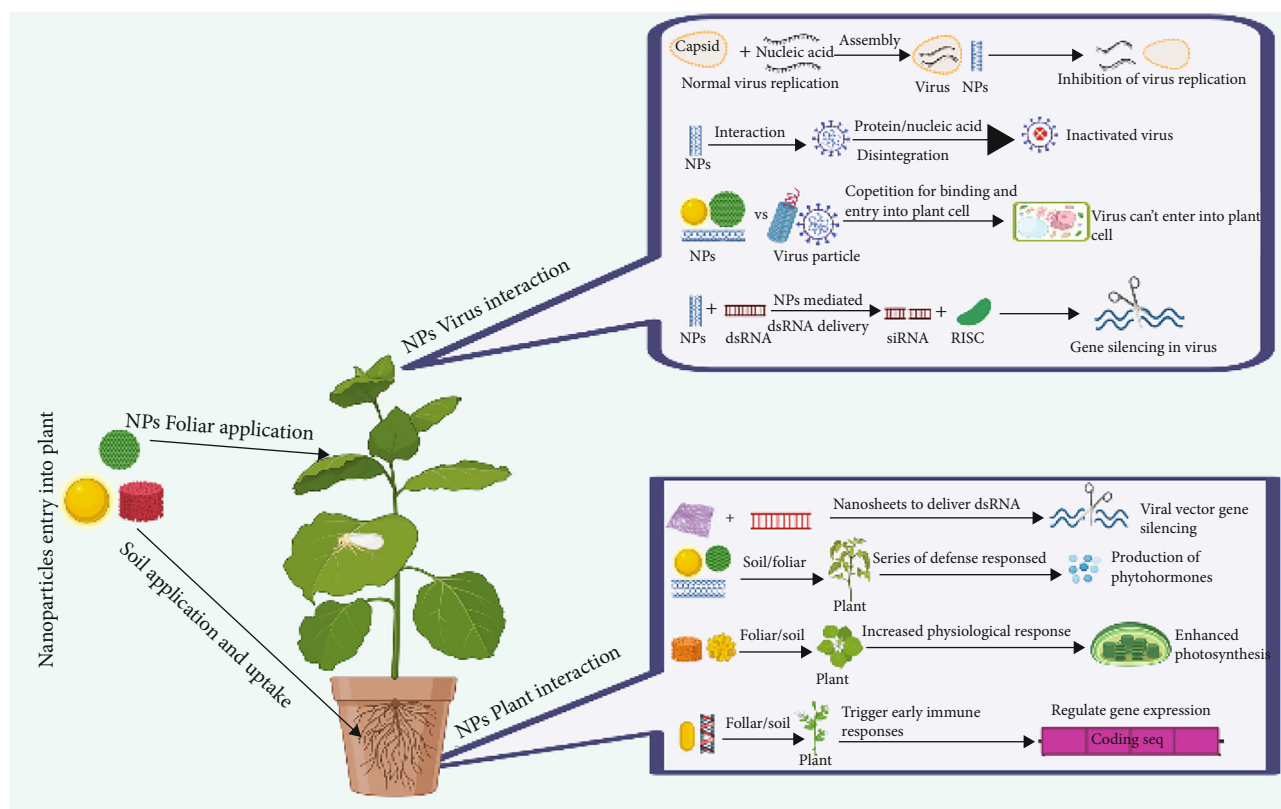 Nanoparticles entry into plant
NPs Foliar application
Soil application and uptake
NPs Virus interaction
NPs Plant interaction
Capsid
+
Nucleic acid
Assembly
Normal virus replication
Virus
NPs
Inhibition of virus replication
NPs
Interaction
Protein/nucleic acid
Disintegration
Inactivated virus
NPs
vs
Virus particle
Copetition for binding and
entry into plant cell
Virus can't enter into plant
cell
NPs
+
dsRNA
NPs mediated
dsRNA delivery
siRNA
+
RISC
Gene silencing in virus
+
Nanosheets to deliver dsRNA
Viral vector gene
silencing
Soil/foliar
Plant
Series of defense responsed
Production of
phytohormones
Foliar/soil
Plant
Increased physiological response
Enhanced
photosynthesis
Follar/soil
Plant
Trigger early immune
responses
Regulate gene expression
Coding seq